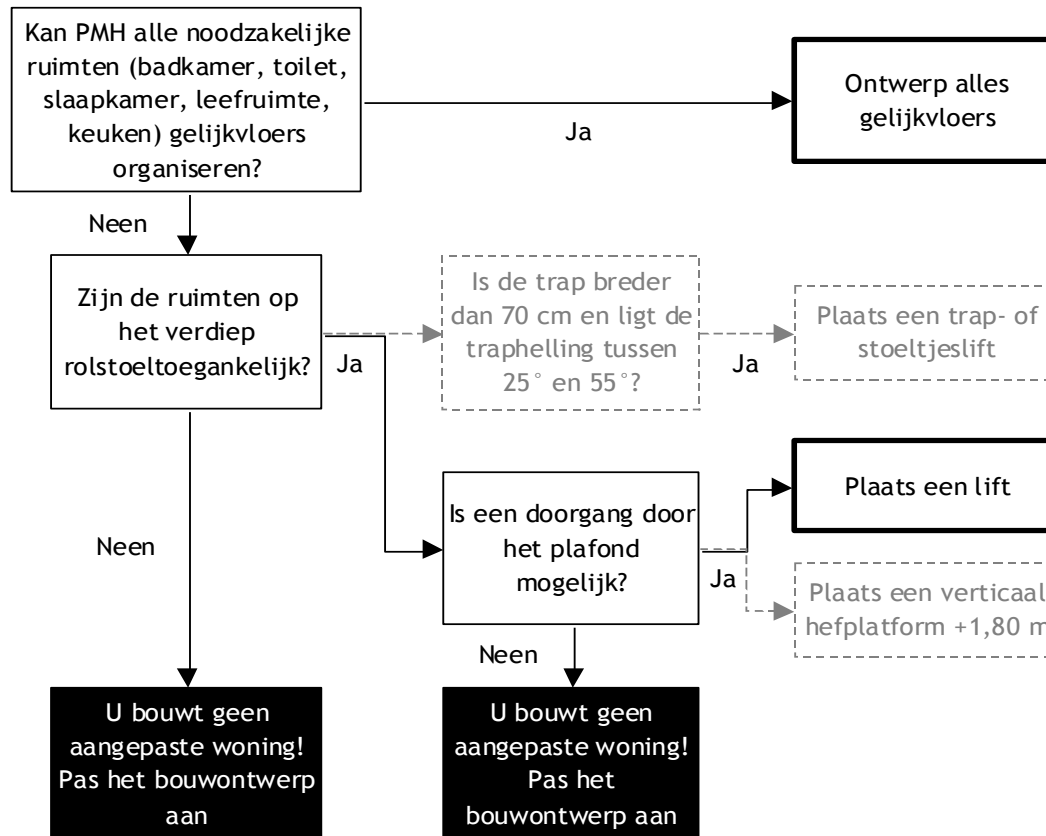 Kan PMH alle noodzakelijke
ruimten (badkamer, toilet,
slaapkamer, leefruimte,
keuken) gelijkvloers
organiseren?
Ja
Ontwerp alles
gelijkvloers
Neen
Zijn de ruimten op
het verdiep
rolstoeltoegankelijk?
Ja
Is de trap breder
dan 70 cm en ligt de
traphelling tussen
25° en 55°?
Ja
Plaats een trap- of
stoeltjeslift
Neen
Is een doorgang door
het plafond
mogelijk?
Ja
Plaats een lift
Plaats een verticaal
hefplatform +1,80 m
Neen
U bouwt geen
aangepaste woning!
Pas het bouwontwerp
aan
U bouwt geen
aangepaste woning!
Pas het
bouwontwerp aan